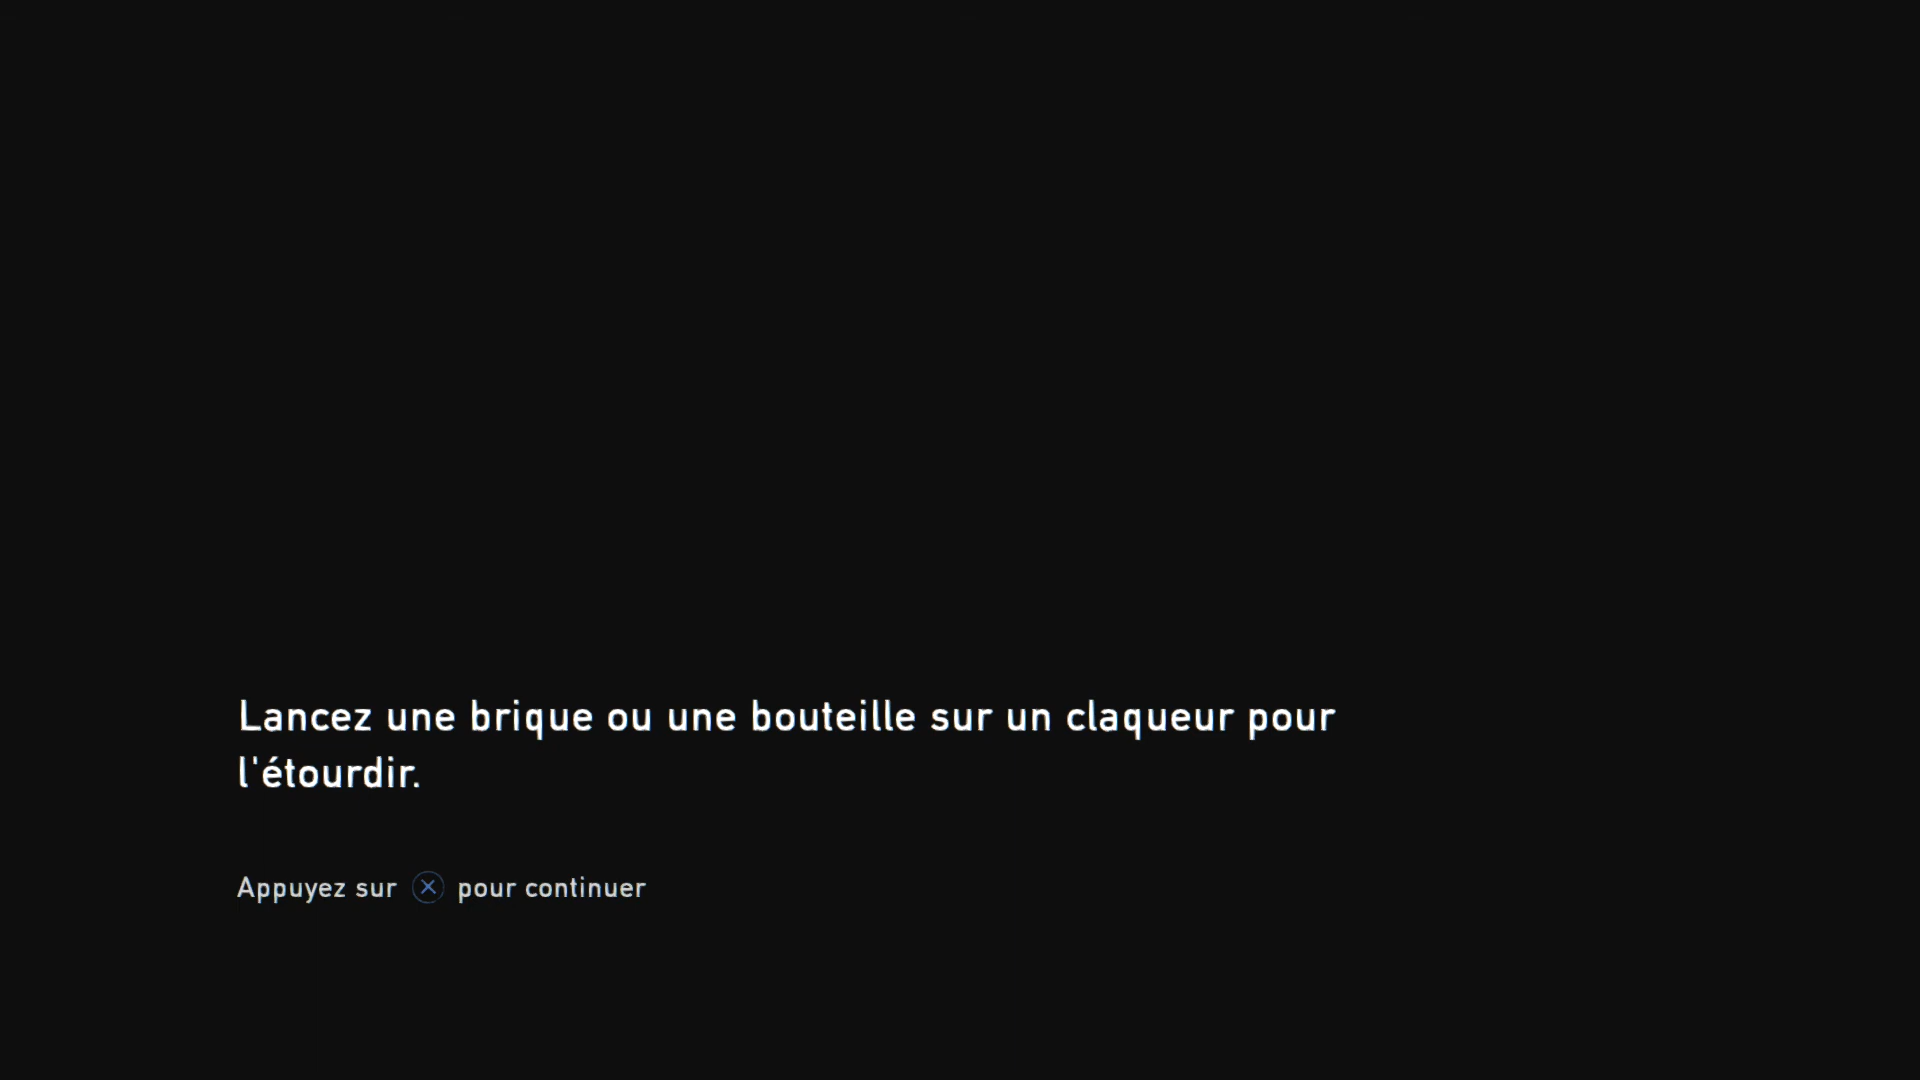 Lancez une brique ou une bouteille sur un claqueur pour
l'étourdir.
Appuyez sur ⓧ pour continuer